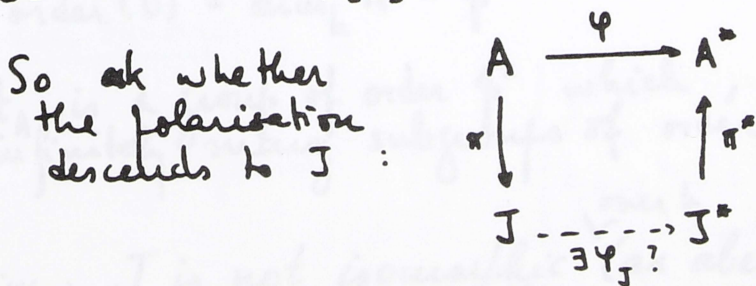 So ask whether
the polarisation
descends to J :
A φ A*
π π*
J J*
∃ φ_J ?